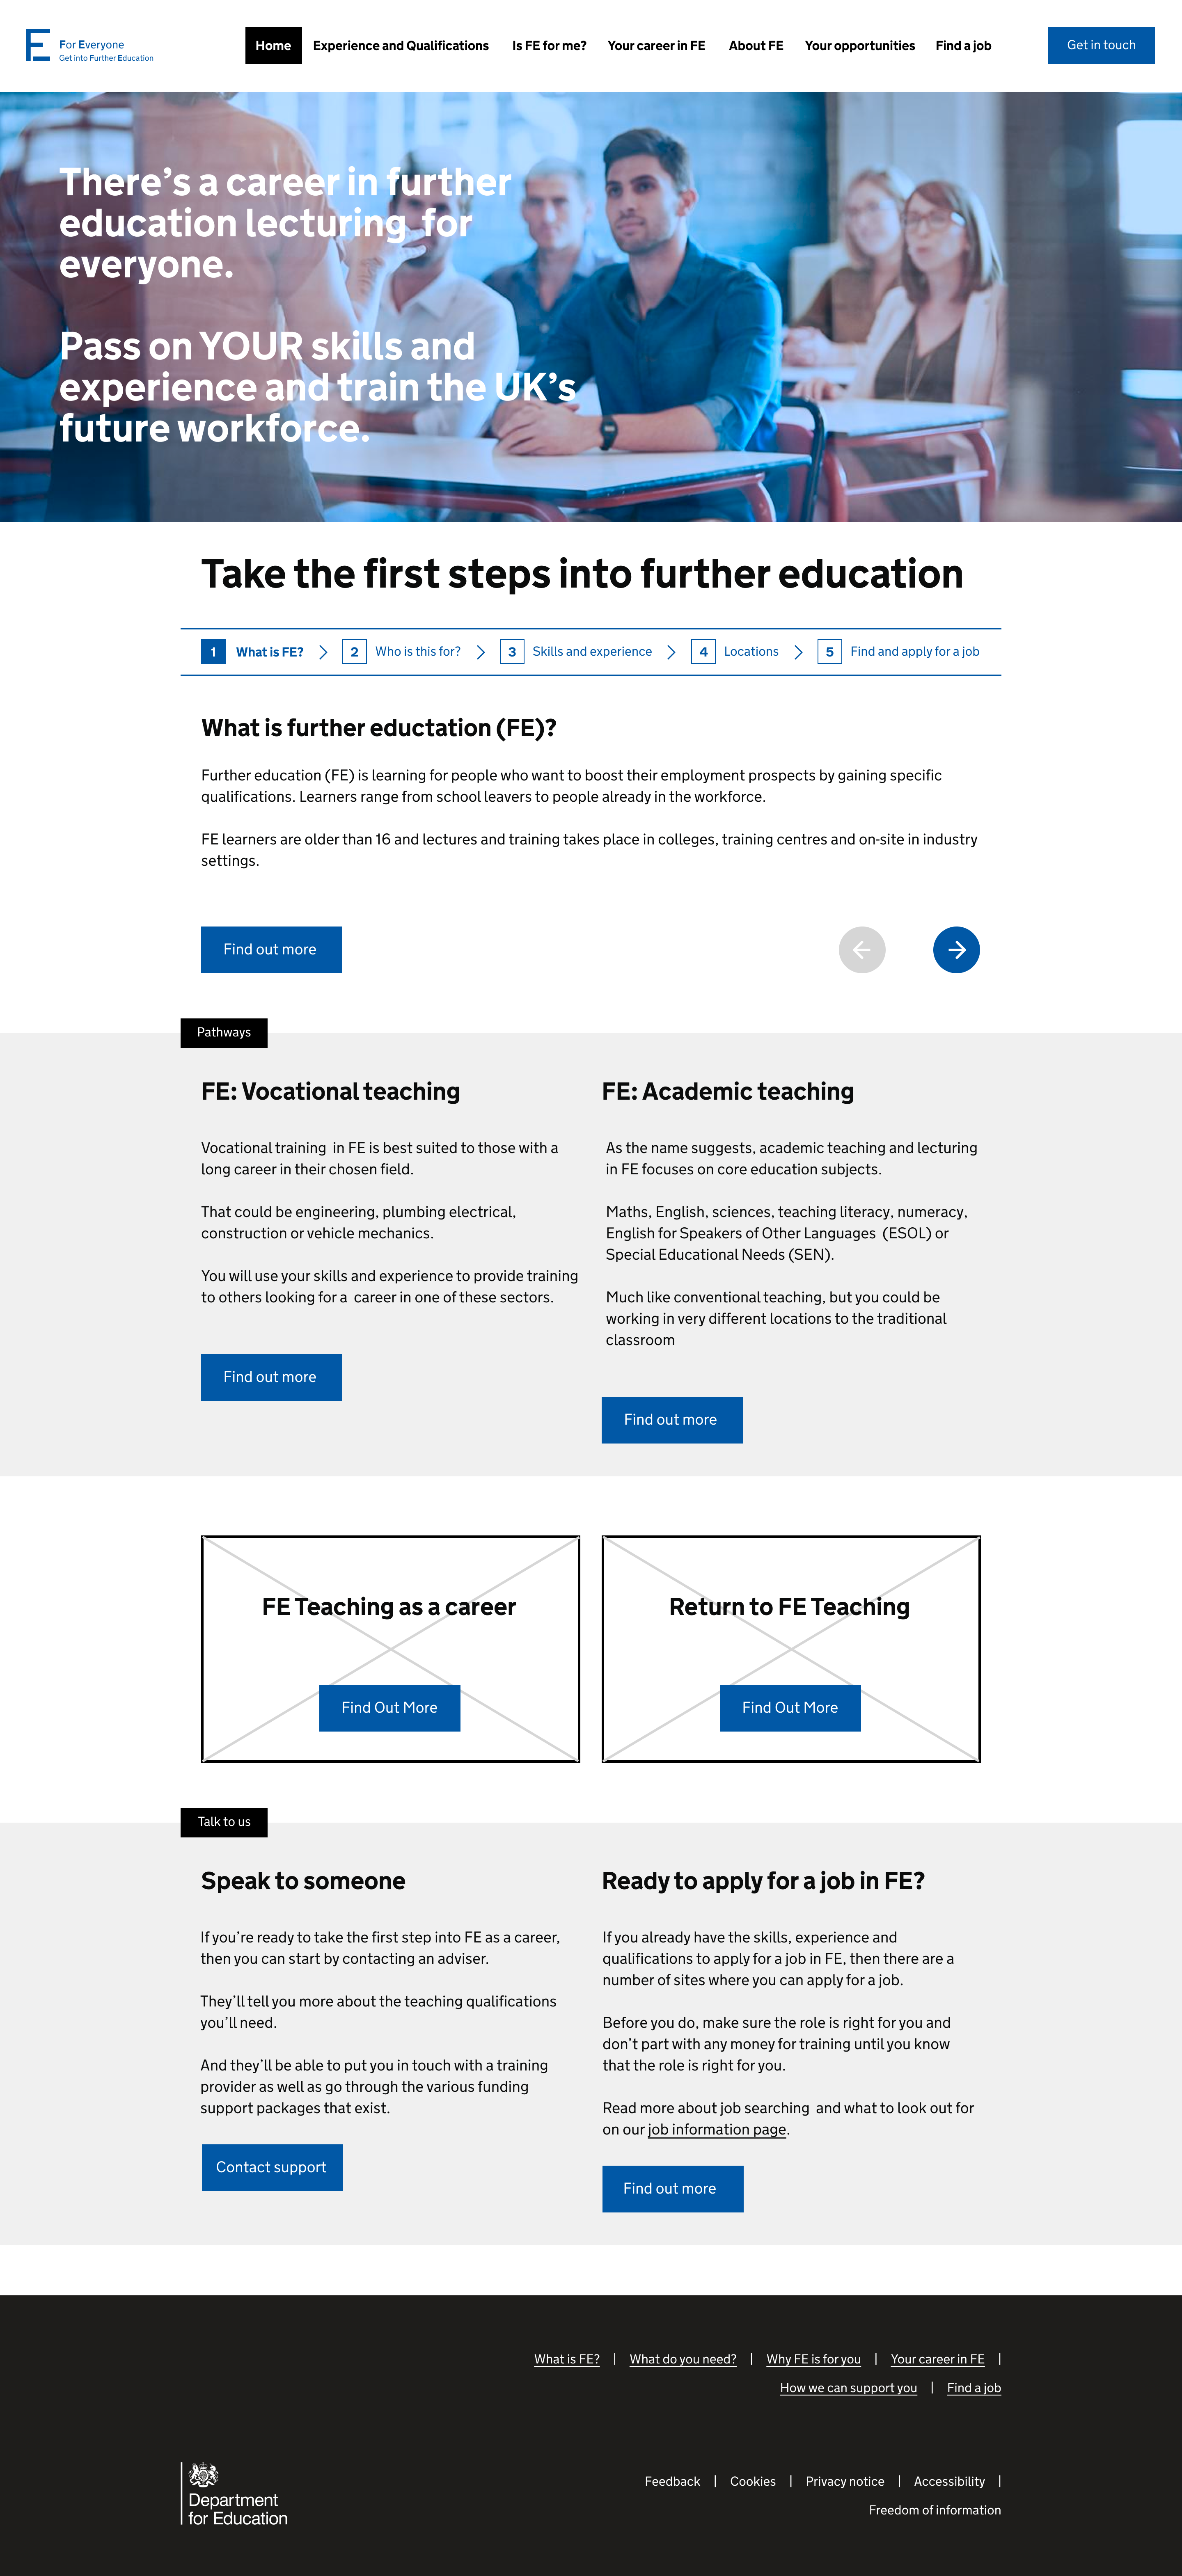 E For Everyone
Get into Further Education
Home Experience and Qualifications Is FE for me? Your career in FE About FE Your opportunities Find a job Get in touch
There’s a career in further
education lecturing for
everyone.
Pass on YOUR skills and
experience and train the UK’s
future workforce.
Take the first steps into further education
1 What is FE? 2 Who is this for? 3 Skills and experience 4 Locations 5 Find and apply for a job
What is further eductation (FE)?
Further education (FE) is learning for people who want to boost their employment prospects by gaining specific
qualifications. Learners range from school leavers to people already in the workforce.
FE learners are older than 16 and lectures and training takes place in colleges, training centres and on-site in industry
settings.
Find out more
Pathways
FE: Vocational teaching
Vocational training in FE is best suited to those with a
long career in their chosen field.
That could be engineering, plumbing electrical,
construction or vehicle mechanics.
You will use your skills and experience to provide training
to others looking for a career in one of these sectors.
Find out more
FE: Academic teaching
As the name suggests, academic teaching and lecturing
in FE focuses on core education subjects.
Maths, English, sciences, teaching literacy, numeracy,
English for Speakers of Other Languages (ESOL) or
Special Educational Needs (SEN).
Much like conventional teaching, but you could be
working in very different locations to the traditional
classroom
Find out more
FE Teaching as a career
Find Out More
Return to FE Teaching
Find Out More
Talk to us
Speak to someone
If you’re ready to take the first step into FE as a career,
then you can start by contacting an adviser.
They’ll tell you more about the teaching qualifications
you’ll need.
And they’ll be able to put you in touch with a training
provider as well as go through the various funding
support packages that exist.
Contact support
Ready to apply for a job in FE?
If you already have the skills, experience and
qualifications to apply for a job in FE, then there are a
number of sites where you can apply for a job.
Before you do, make sure the role is right for you and
don’t part with any money for training until you know
that the role is right for you.
Read more about job searching and what to look out for
on our job information page.
Find out more
What is FE? | What do you need? | Why FE is for you | Your career in FE |
How we can support you | Find a job
Department
for Education
Feedback | Cookies | Privacy notice | Accessibility |
Freedom of information